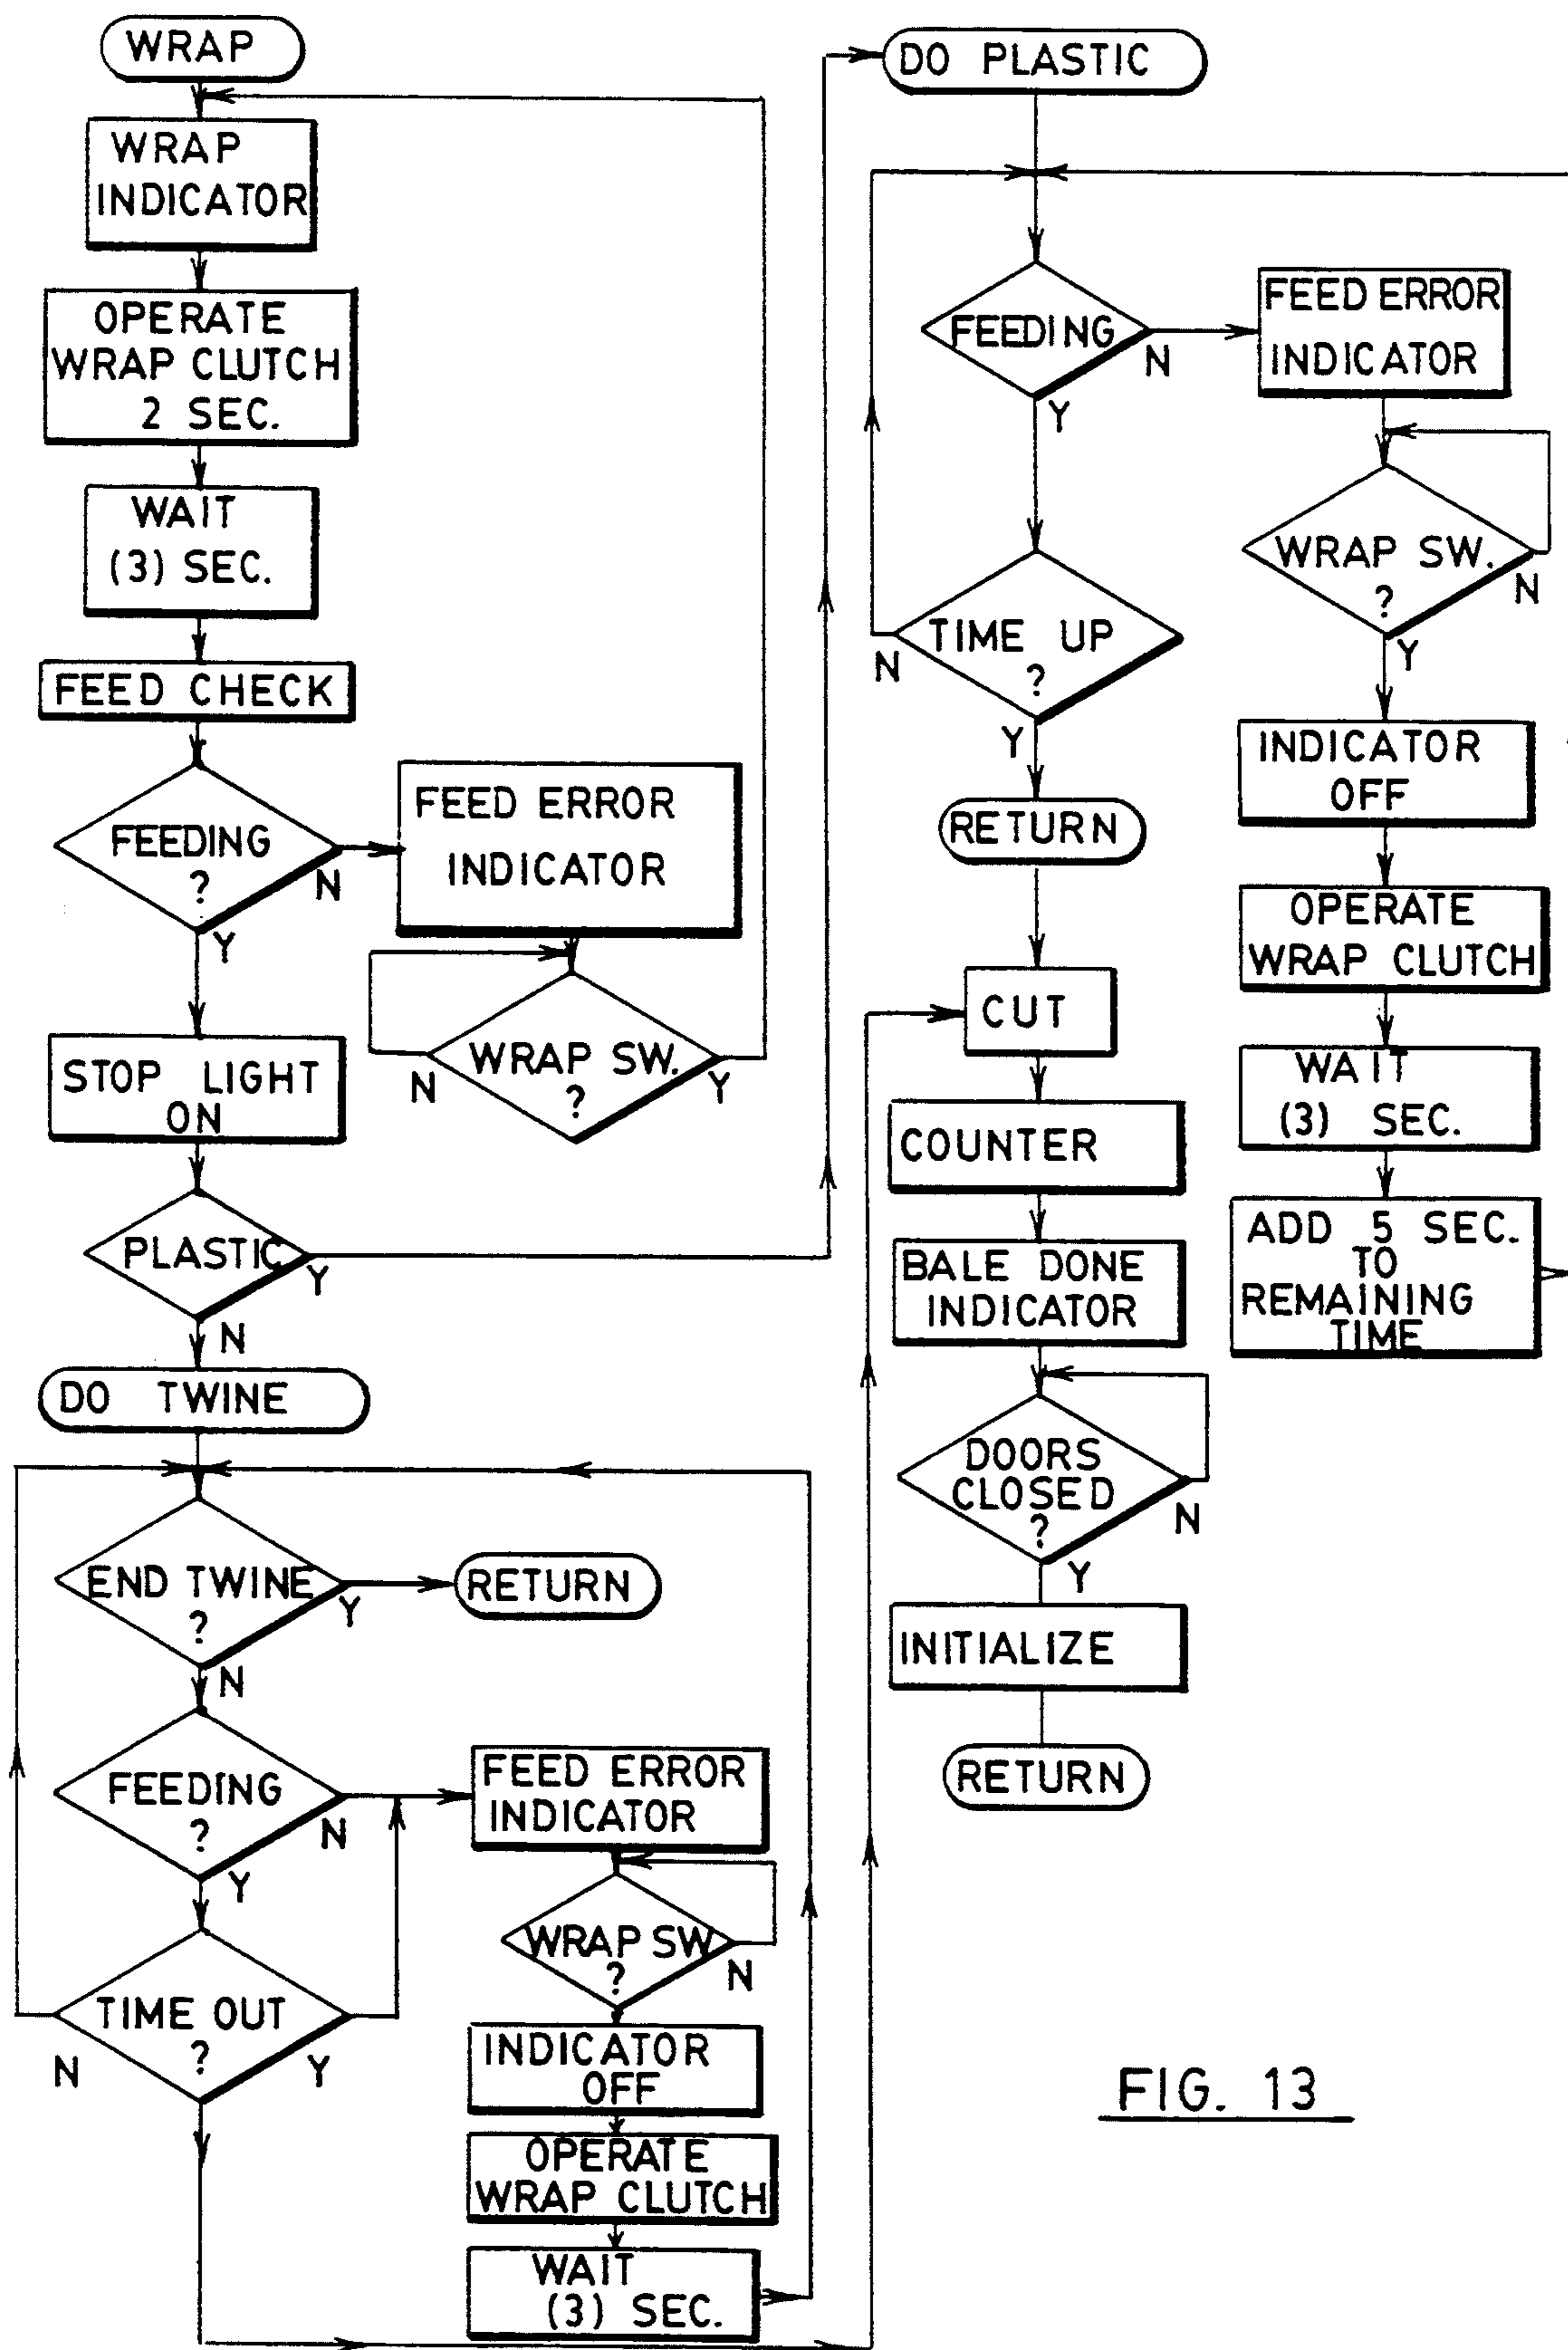 WRAP
WRAP
INDICATOR
OPERATE
WRAP CLUTCH
2 SEC.
WAIT
(3) SEC.
FEED CHECK
FEEDING
?
N
Y
FEED ERROR
INDICATOR
WRAP SW.
?
N
Y
STOP LIGHT
ON
PLASTIC
Y
N
DO TWINE
END TWINE
?
Y
N
RETURN
FEEDING
?
N
Y
TIME OUT
?
N
Y
FEED ERROR
INDICATOR
WRAP SW
?
N
INDICATOR
OFF
OPERATE
WRAP CLUTCH
WAIT
(3) SEC.
DO PLASTIC
FEEDING
N
Y
TIME UP
?
N
Y
RETURN
CUT
COUNTER
BALE DONE
INDICATOR
DOORS
CLOSED
?
N
Y
INITIALIZE
RETURN
FEED ERROR
INDICATOR
WRAP SW.
?
N
Y
INDICATOR
OFF
OPERATE
WRAP CLUTCH
WAIT
(3) SEC.
ADD 5 SEC.
TO
REMAINING
TIME
FIG. 13